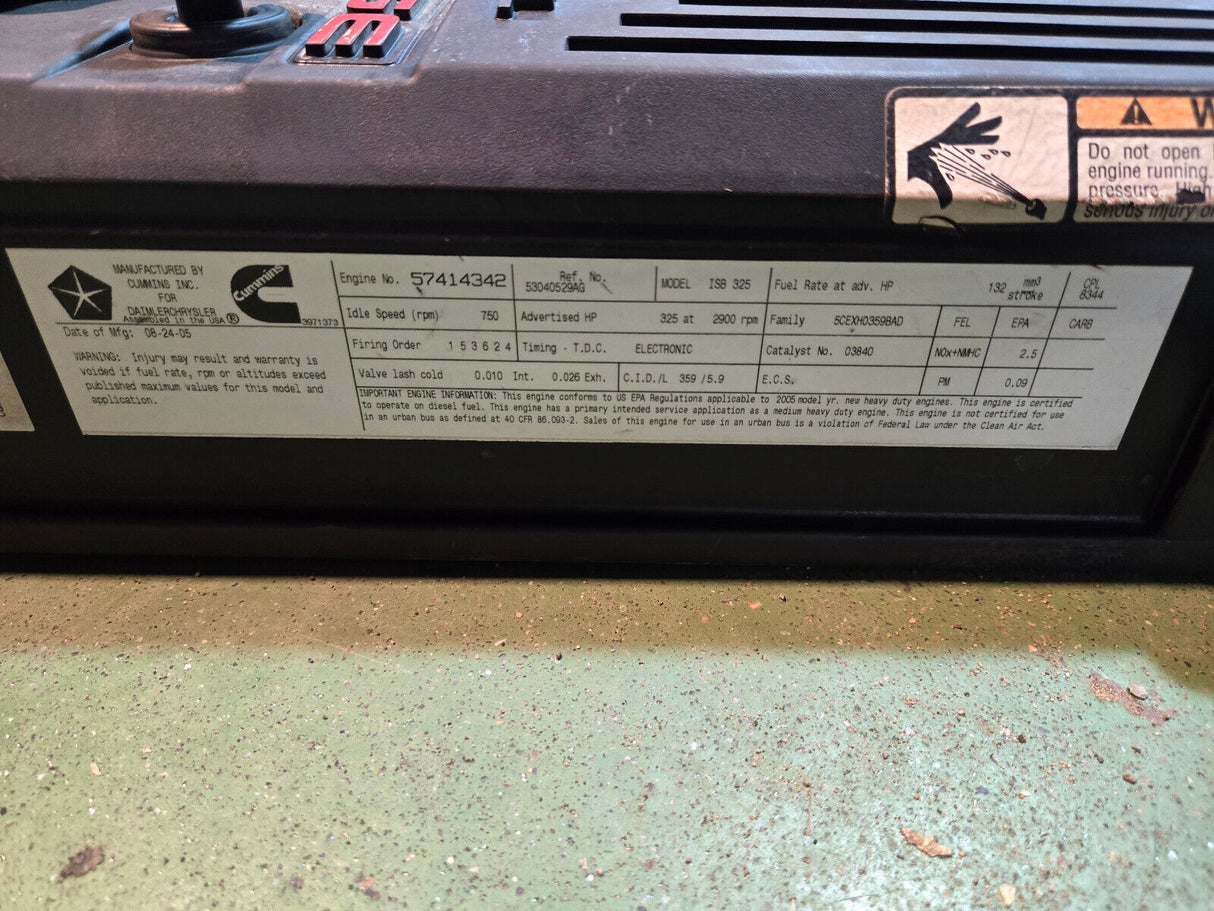 W
Do not open
engine running.
pressure. High
serious injury or
MANUFACTURED BY
CUMMINS INC.
FOR
DAIMLERCHRYSLER
Assembled in the USA ®
Cummins
3971373
Date of Mfg: 08-24-05
WARNING: Injury may result and warranty is
voided if fuel rate, rpm or altitudes exceed
published maximum values for this model and
application.
Engine No. 57414342
Ref. No.
53040529AG
MODEL ISB 325
Fuel Rate at adv. HP 132 mm3
stroke
CPL
8344
Idle Speed (rpm) 750
Advertised HP 325 at 2900 rpm
Family 5CEXH0359BAD
FEL EPA CARB
Firing Order 1 5 3 6 2 4
Timing - T.D.C. ELECTRONIC
Catalyst No. 03840
NOx+NMHC 2.5
Valve lash cold 0.010 Int. 0.026 Exh.
C.I.D./L 359 /5.9
E.C.S.
PM 0.09
IMPORTANT ENGINE INFORMATION: This engine conforms to US EPA Regulations applicable to 2005 model yr. new heavy duty engines. This engine is certified
to operate on diesel fuel. This engine has a primary intended service application as a medium heavy duty engine. This engine is not certified for use
in an urban bus as defined at 40 CFR 86.093-2. Sales of this engine for use in an urban bus is a violation of Federal Law under the Clean Air Act.